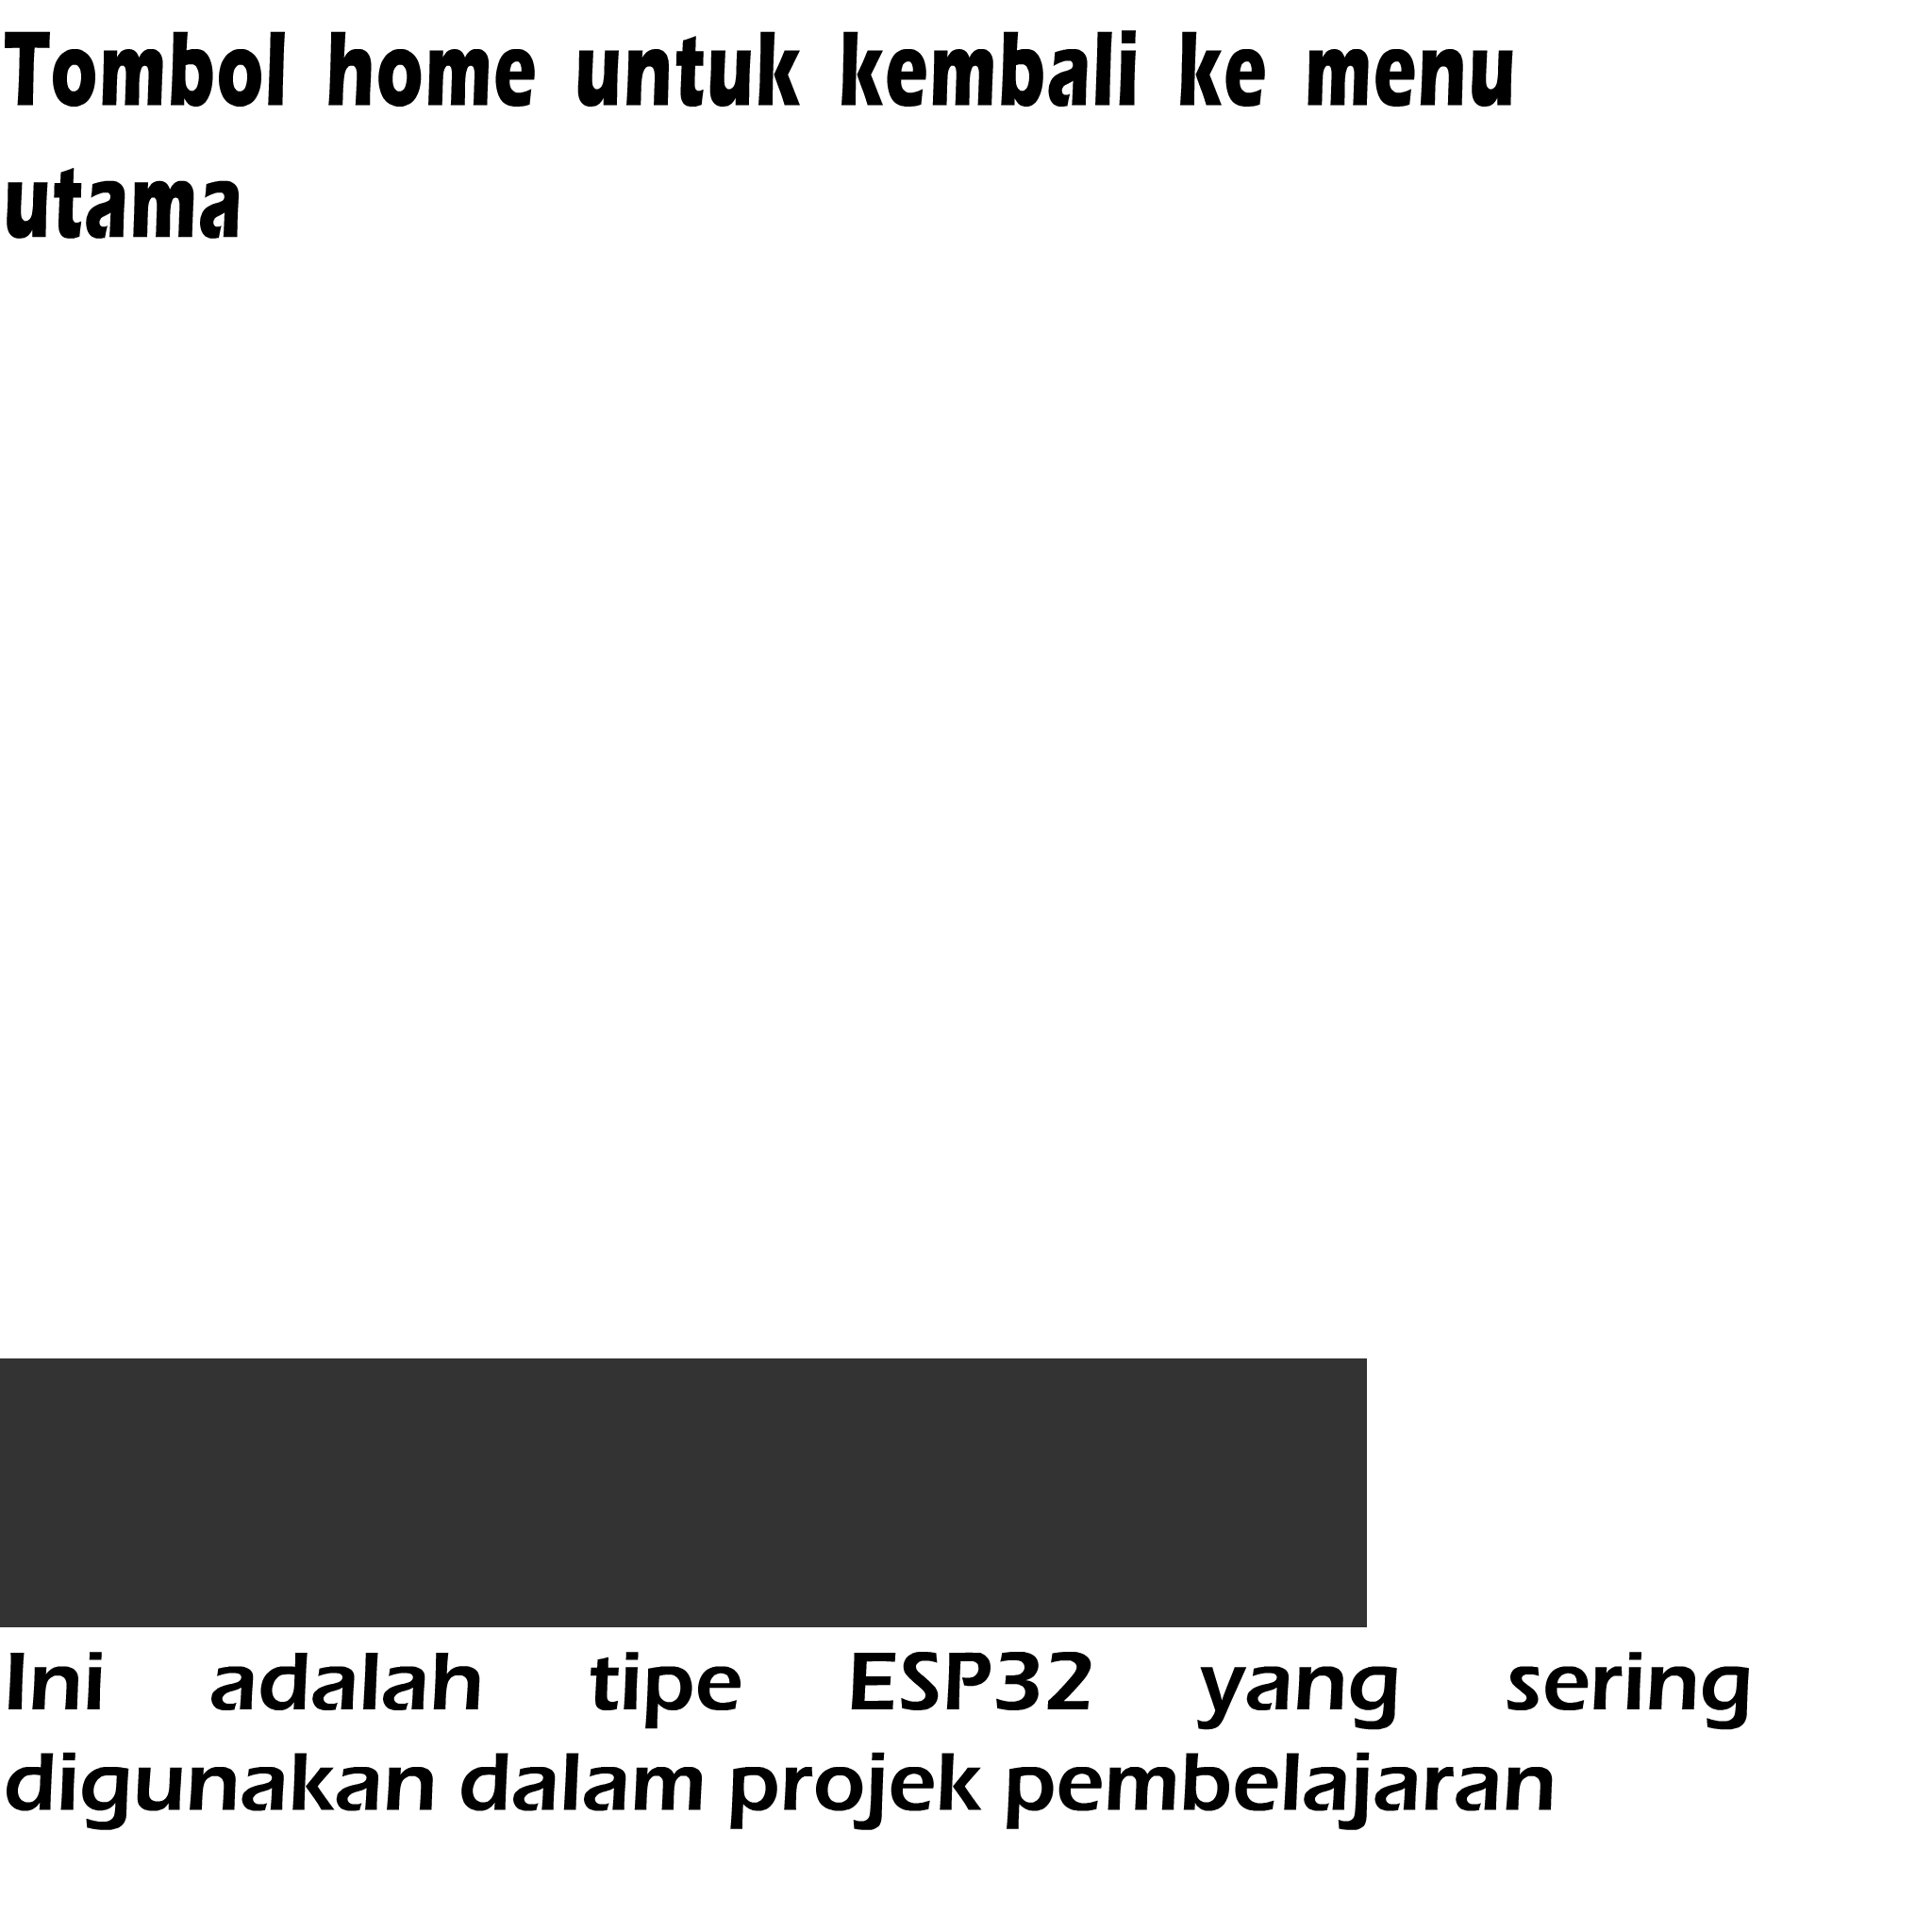 Tombol home untuk kembali ke menu
utama
Ini adalah tipe ESP32 yang sering
digunakan dalam projek pembelajaran